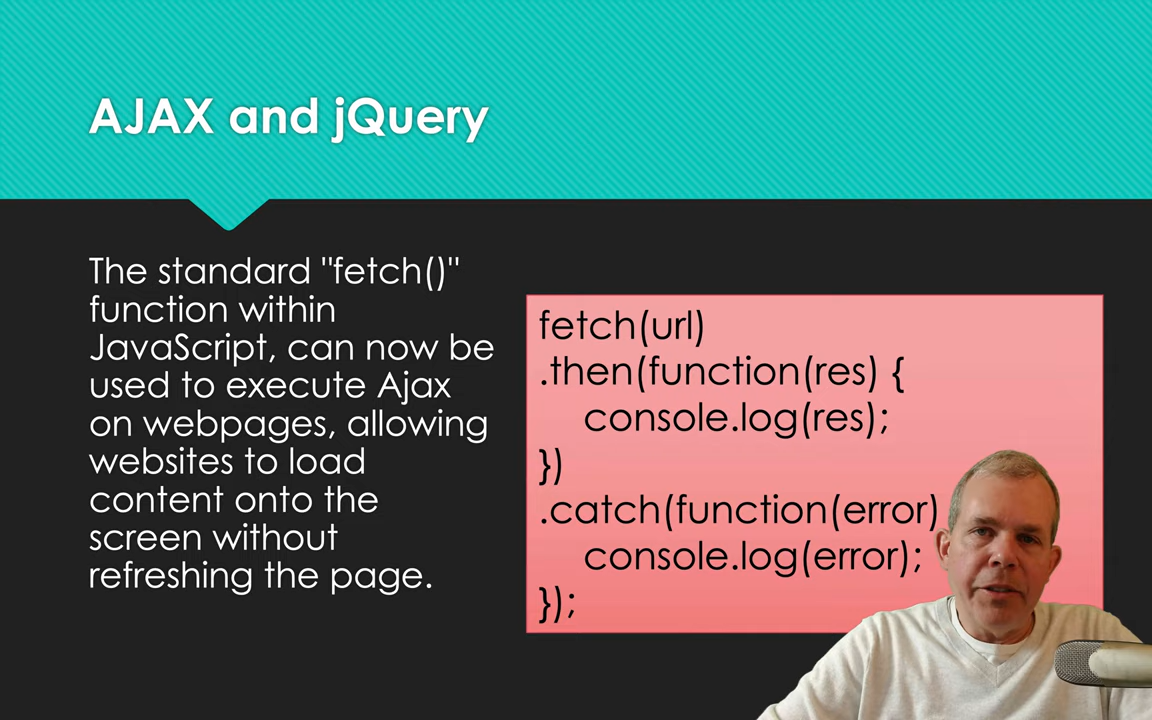 AJAX and jQuery
The standard "fetch()"
function within
JavaScript, can now be
used to execute Ajax
on webpages, allowing
websites to load
content onto the
screen without
refreshing the page.
fetch(url)
.then(function(res) {
console.log(res);
})
.catch(function(error)
console.log(error);
});